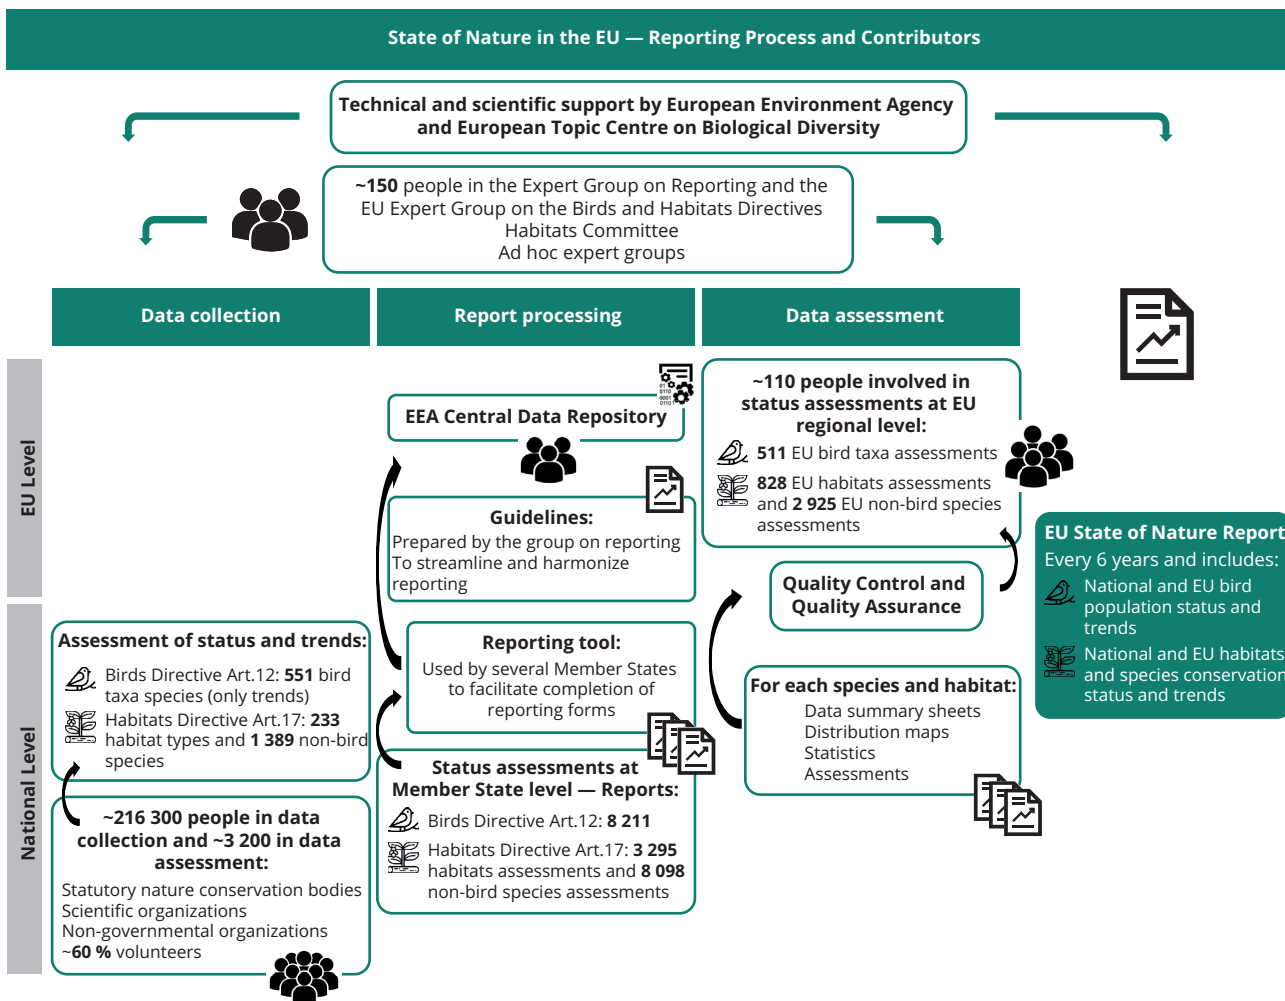 State of Nature in the EU — Reporting Process and Contributors
Technical and scientific support by European Environment Agency
and European Topic Centre on Biological Diversity
~150 people in the Expert Group on Reporting and the
EU Expert Group on the Birds and Habitats Directives
Habitats Committee
Ad hoc expert groups
Data collection
Report processing
Data assessment
EU Level
National Level
Assessment of status and trends:
Birds Directive Art.12: 551 bird
taxa species (only trends)
Habitats Directive Art.17: 233
habitat types and 1 389 non-bird
species
~216 300 people in data
collection and ~3 200 in data
assessment:
Statutory nature conservation bodies
Scientific organizations
Non-governmental organizations
~60 % volunteers
EEA Central Data Repository
Guidelines:
Prepared by the group on reporting
To streamline and harmonize
reporting
Reporting tool:
Used by several Member States
to facilitate completion of
reporting forms
Status assessments at
Member State level — Reports:
Birds Directive Art.12: 8 211
Habitats Directive Art.17: 3 295
habitats assessments and 8 098
non-bird species assessments
~110 people involved in
status assessments at EU
regional level:
511 EU bird taxa assessments
828 EU habitats assessments
and 2 925 EU non-bird species
assessments
Quality Control and
Quality Assurance
For each species and habitat:
Data summary sheets
Distribution maps
Statistics
Assessments
EU State of Nature Report
Every 6 years and includes:
National and EU bird
population status and
trends
National and EU habitats
and species conservation
status and trends